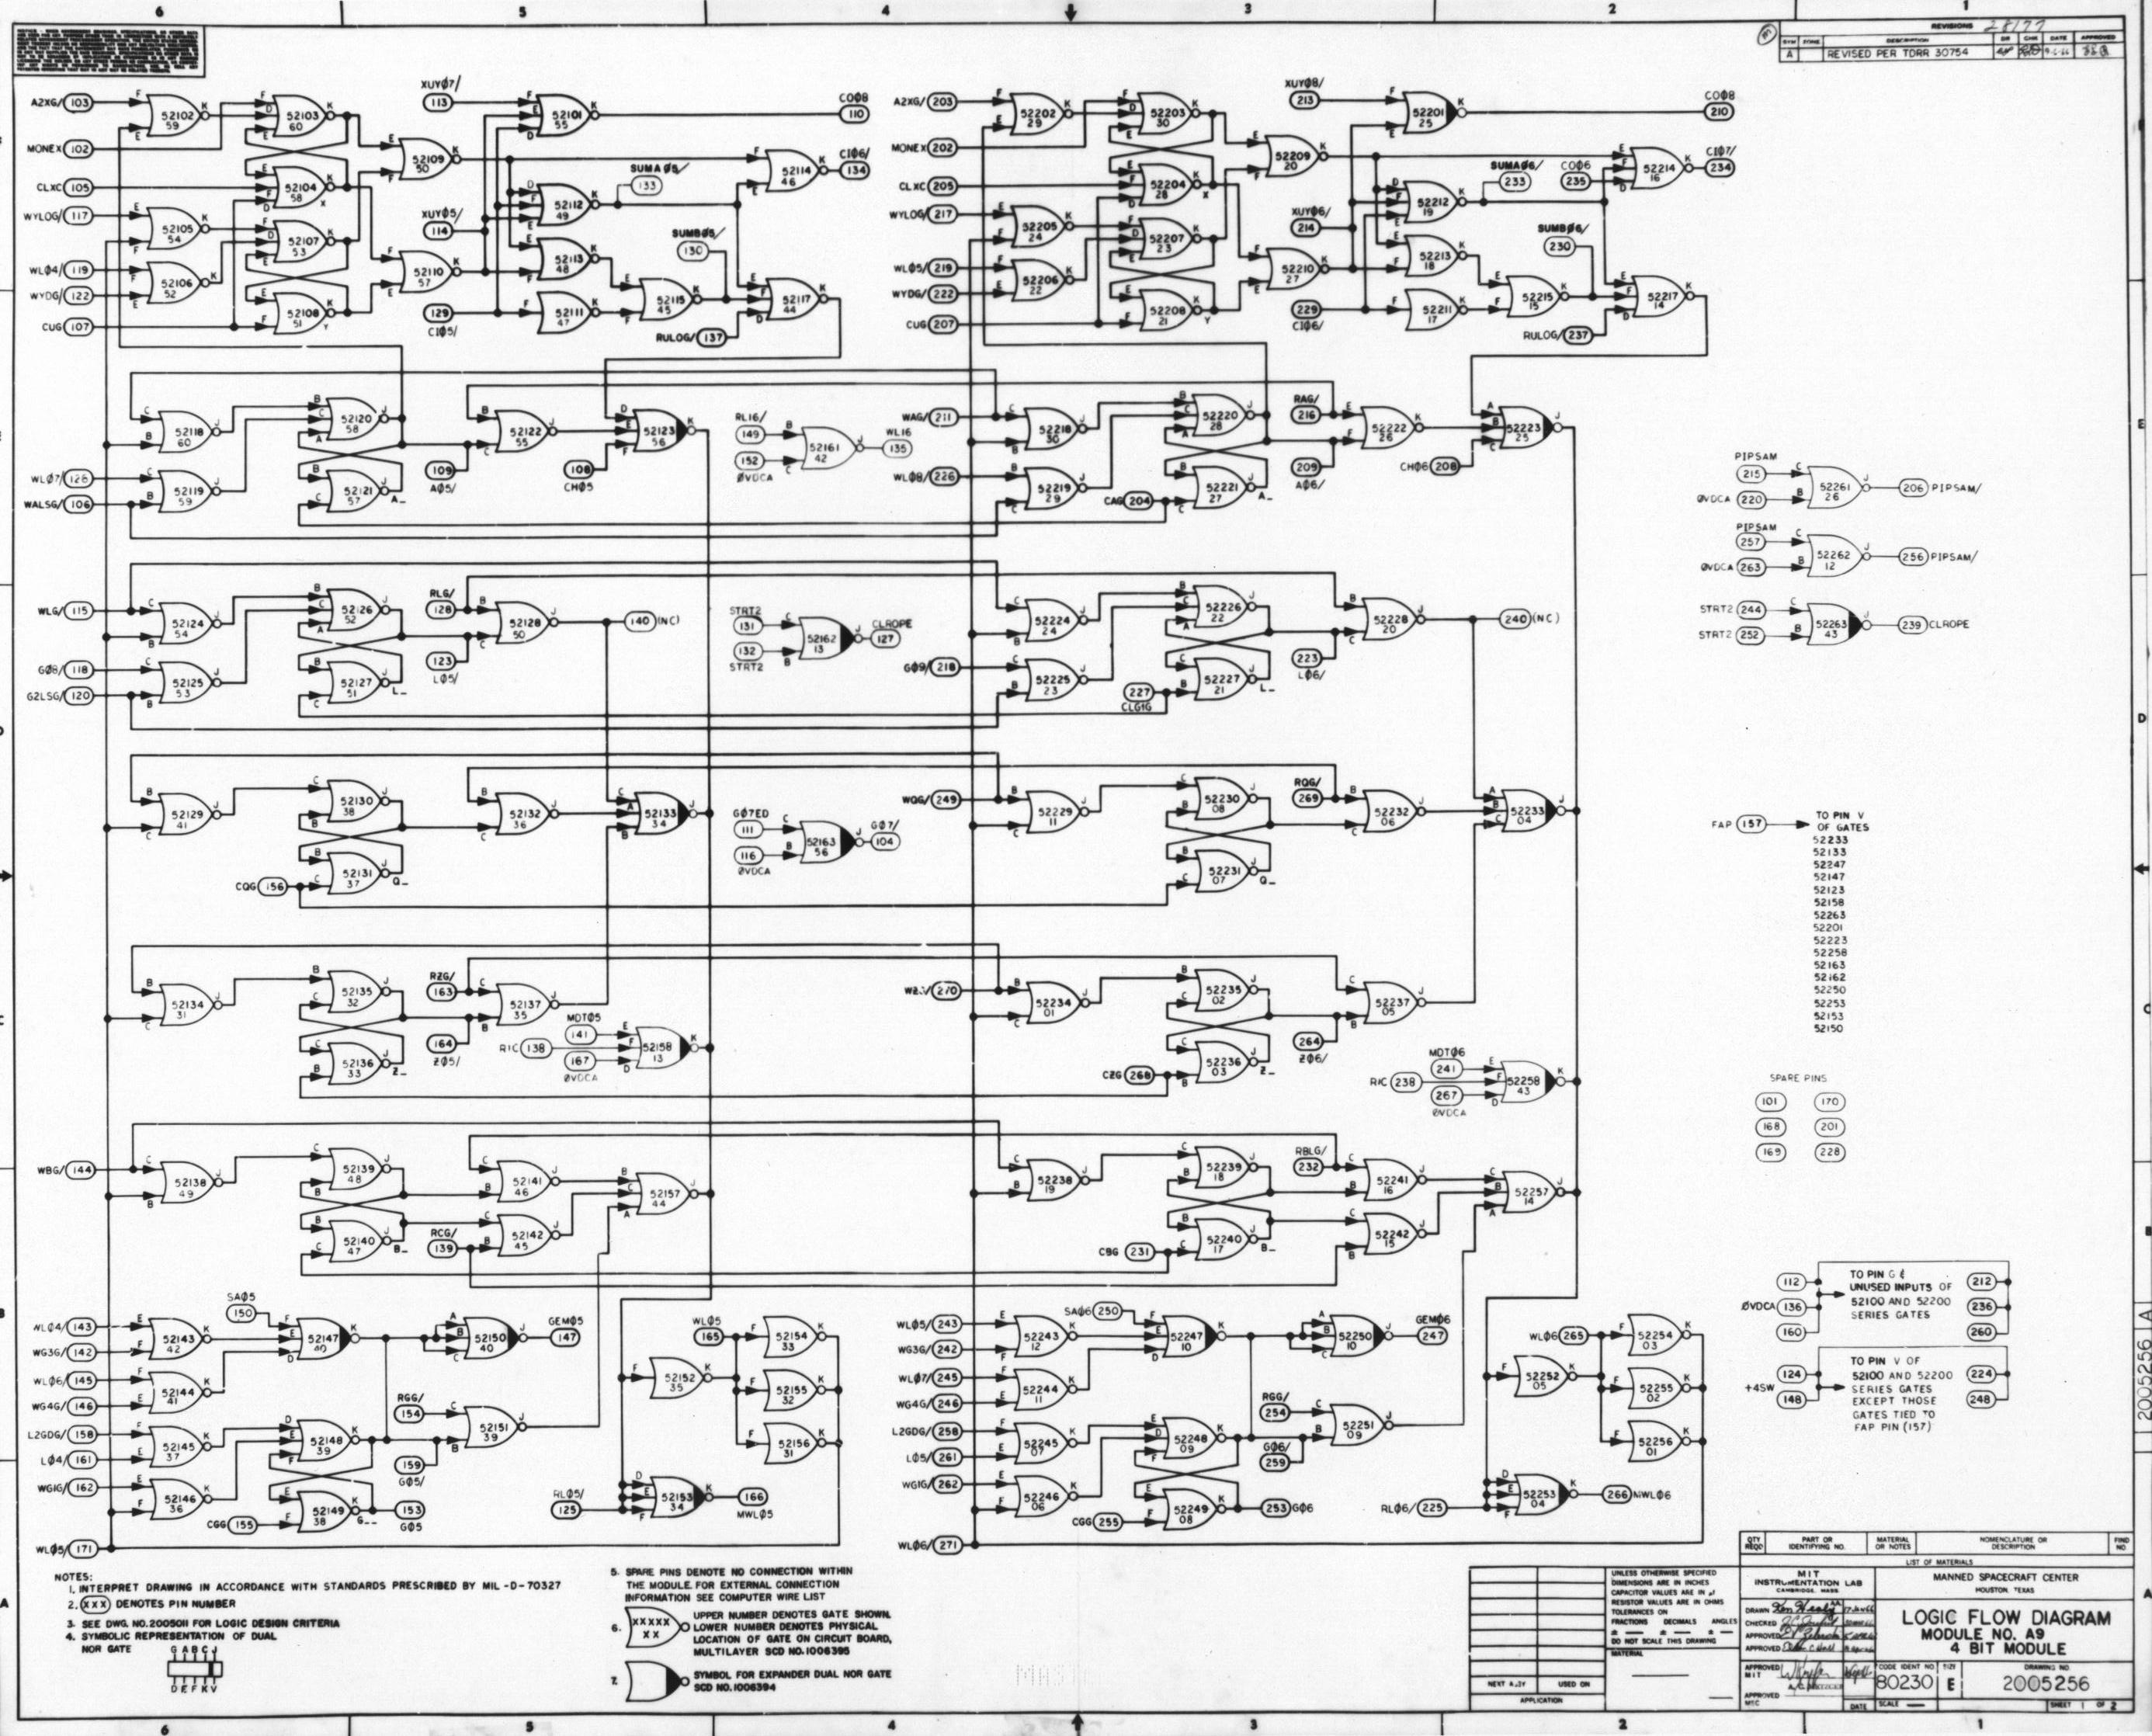 6 5 4 3 2 1
REVISIONS 28177
SYM ZONE DESCRIPTION DR CHK DATE APPROVED
A REVISED PER TDRR 30754
A2XG/ 103
MONEX 102
CLXC 105
WYLOG/ 117
WLØ4/ 119
WYDG/ 122
CUG 107
52102 59
52103 60
52104 58 X
52105 54
52106 52
52107 53
52108 51 Y
52109 50
52110 57
XUYØ7/ 113
XUYØ5/ 114
129 CIØ5/
52101 55
52112 49
52113 48
52111 47
52114 46
52115 45
52117 44
SUMAØ5/ 133
SUMBØ5/ 130
RULOG/ 137
COØ8 110
CIØ6/ 134
A2XG/ 203
MONEX 202
CLXC 205
WYLOG/ 217
WLØ5/ 219
WYDG/ 222
CUG 207
52202 29
52203 30
52204 28 X
52205 24
52206 22
52207 23
52208 21 Y
52209 20
52210 27
XUYØ8/ 213
XUYØ6/ 214
229 CIØ6/
52201 25
52212 19
52213 18
52211 17
52214 16
52215 15
52217 14
SUMAØ6/ 233
COØ6 235
SUMBØ6/ 230
RULOG/ 237
COØ8 210
CIØ7/ 234
WLØ7/ 126
WALSG/ 106
52118 60
52119 59
52120 58
52121 57 A_
52122 55
109 AØ5/
52123 56
108 CHØ5
RL16/ 149
152 ØVDCA
52161 42
WL16 135
WAG/ 211
WLØ8/ 226
52218 30
52219 29
52220 28
52221 27 A_
CAG 204
RAG/ 216
209 AØ6/
52222 26
52223 25
CHØ6 208
PIPSAM 215
ØVDCA 220
52261 26
206 PIPSAM/
PIPSAM 257
ØVDCA 263
52262 12
256 PIPSAM/
STRT2 244
STRT2 252
52263 43
239 CLROPE
WLG/ 115
GØ8/ 118
G2LSG/ 120
52124 54
52125 53
52126 52
52127 51 L_
RLG/ 128
123 LØ5/
52128 50
140 (NC)
STRT2 131
132 STRT2
52162 13
CLROPE 127
GØ9/ 218
52224 24
52225 23
52226 22
52227 21 L_
227 CLG1G
223 LØ6/
52228 20
240 (NC)
52129 41
52130 38
52131 37 Q_
CQG 156
52132 36
52133 34
GØ7ED 111
116 ØVDCA
52163 56
GØ7/ 104
WQG/ 249
52229 11
52230 08
52231 07 Q_
RQG/ 269
52232 06
52233 04
FAP 157
TO PIN V
OF GATES
52233
52133
52247
52147
52123
52158
52263
52201
52223
52258
52163
52162
52250
52253
52153
52150
52134 31
52135 32
52136 33 Z_
RZG/ 163
164 ZØ5/
52137 35
MDTØ5 141
R1C 138
167 ØVDCA
52158 13
270
52234 01
52235 02
52236 03 Z_
CZG 268
264 ZØ6/
52237 05
MDTØ6 241
R1C 238
267 ØVDCA
52258 43
SPARE PINS
101 170
168 201
169 228
WBG/ 144
52138 49
52139 48
52140 47 B_
RCG/ 139
52141 46
52142 45
52157 44
52238 19
52239 18
52240 17 B_
CBG 231
RBLG/ 232
52241 16
52242 15
52257 14
112
ØVDCA 136
160
TO PIN G &
UNUSED INPUTS OF
52100 AND 52200
SERIES GATES
212
236
260
124
+4SW
148
TO PIN V OF
52100 AND 52200
SERIES GATES
EXCEPT THOSE
GATES TIED TO
FAP PIN (157)
224
248
WLØ4/ 143
WG3G/ 142
WLØ6/ 145
WG4G/ 146
L2GDG/ 158
LØ4/ 161
WG1G/ 162
CGG 155
WLØ5/ 171
SAØ5 150
52143 42
52144 41
52145 37
52146 36
52147 40
52148 39
52149 38 G__
52150 40
GEMØ5 147
RGG/ 154
159 GØ5/
153 GØ5
52151 39
52152 35
WLØ5 165
52154 33
52155 32
52156 31
RLØ5/ 125
52153 34
166 MWLØ5
WLØ5/ 243
WG3G/ 242
WLØ7/ 245
WG4G/ 246
L2GDG/ 258
LØ5/ 261
WG1G/ 262
CGG 255
WLØ6/ 271
SAØ6 250
52243 12
52244 11
52245 07
52246 06
52247 10
52248 09
52249 08
52250 10
GEMØ6 247
RGG/ 254
GØ6/ 259
253 GØ6
52251 09
52252 05
WLØ6 265
52254 03
52255 02
52256 01
RLØ6/ 225
52253 04
266 MWLØ6
2005256 A
NOTES:
1. INTERPRET DRAWING IN ACCORDANCE WITH STANDARDS PRESCRIBED BY MIL-D-70327
2. (XXX) DENOTES PIN NUMBER
3. SEE DWG. NO. 2005011 FOR LOGIC DESIGN CRITERIA
4. SYMBOLIC REPRESENTATION OF DUAL
NOR GATE
G A B C J
D E F K V
5. SPARE PINS DENOTE NO CONNECTION WITHIN
THE MODULE. FOR EXTERNAL CONNECTION
INFORMATION SEE COMPUTER WIRE LIST
6. XXXXX XX UPPER NUMBER DENOTES GATE SHOWN.
LOWER NUMBER DENOTES PHYSICAL
LOCATION OF GATE ON CIRCUIT BOARD,
MULTILAYER SCD NO. 1006395
7. SYMBOL FOR EXPANDER DUAL NOR GATE
SCD NO. 1006394
QTY REQD PART OR IDENTIFYING NO. MATERIAL OR NOTES NOMENCLATURE OR DESCRIPTION FIND NO
LIST OF MATERIALS
UNLESS OTHERWISE SPECIFIED
DIMENSIONS ARE IN INCHES
RESISTOR VALUES ARE IN OHMS
TOLERANCES ON
FRACTIONS DECIMALS ANGLES
DO NOT SCALE THIS DRAWING
MATERIAL
NEXT ASSY USED ON
APPLICATION
MIT
INSTRUMENTATION LAB
CAMBRIDGE, MASS.
DRAWN
CHECKED
APPROVED
APPROVED
APPROVED MIT
APPROVED MSC
DATE
MANNED SPACECRAFT CENTER
HOUSTON, TEXAS
LOGIC FLOW DIAGRAM
MODULE NO. A9
4 BIT MODULE
CODE IDENT NO 80230
SIZE E
DRAWING NO. 2005256
SCALE
SHEET 1 OF 2
6 5 4 3 2 1